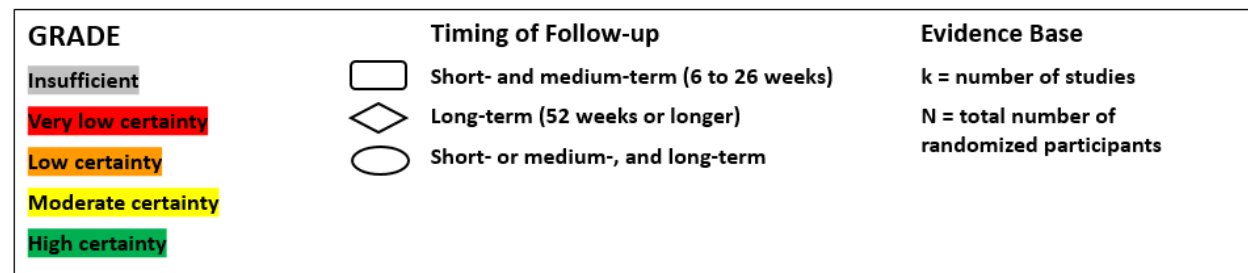 GRADE
Insufficient
Very low certainty
Low certainty
Moderate certainty
High certainty
Timing of Follow-up
Short- and medium-term (6 to 26 weeks)
Long-term (52 weeks or longer)
Short- or medium-, and long-term
Evidence Base
k = number of studies
N = total number of
randomized participants